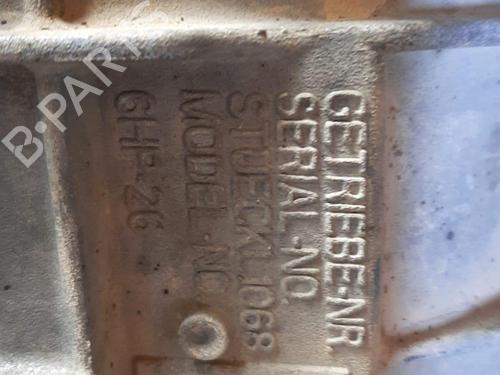 GETRIEBE-NR.
SERIAL-NO.
STUECKL.1068
MODEL-NO.
6HP-26
B-PARTS